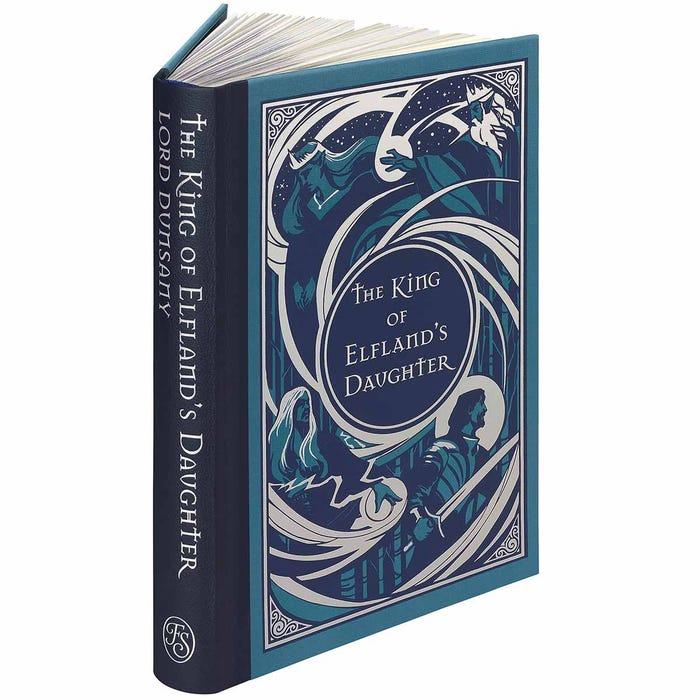 THE KING OF ELFLAND'S DAUGHTER
LORD DUNSANY
FS
THE KING
OF
ELFLAND'S
DAUGHTER